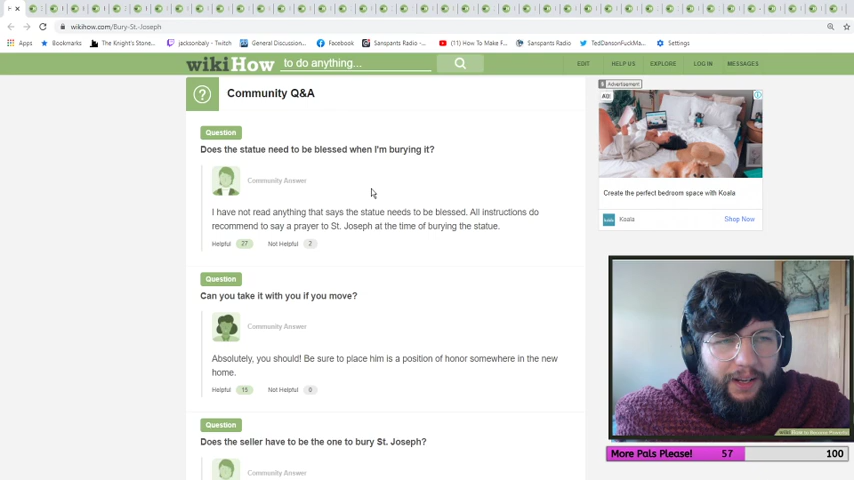 wikihow.com/Bury-St.-Joseph
Apps
Bookmarks
The Knight's Stone...
jacksonbaly - Twitch
General Discussion...
Facebook
Sanspants Radio -...
(11) How To Make F...
Sanspants Radio
TedDansonFuckMa...
Settings
wikiHow
to do anything...
EDIT
HELP US
EXPLORE
LOG IN
MESSAGES
Community Q&A
Advertisement
AD!
Question
Does the statue need to be blessed when I'm burying it?
Community Answer
I have not read anything that says the statue needs to be blessed. All instructions do
recommend to say a prayer to St. Joseph at the time of burying the statue.
Helpful 27 Not Helpful 2
Create the perfect bedroom space with Koala
Koala
Shop Now
Question
Can you take it with you if you move?
Community Answer
Absolutely, you should! Be sure to place him is a position of honor somewhere in the new
home.
Helpful 15 Not Helpful 0
Question
Does the seller have to be the one to bury St. Joseph?
Community Answer
More Pals Please! 57 100